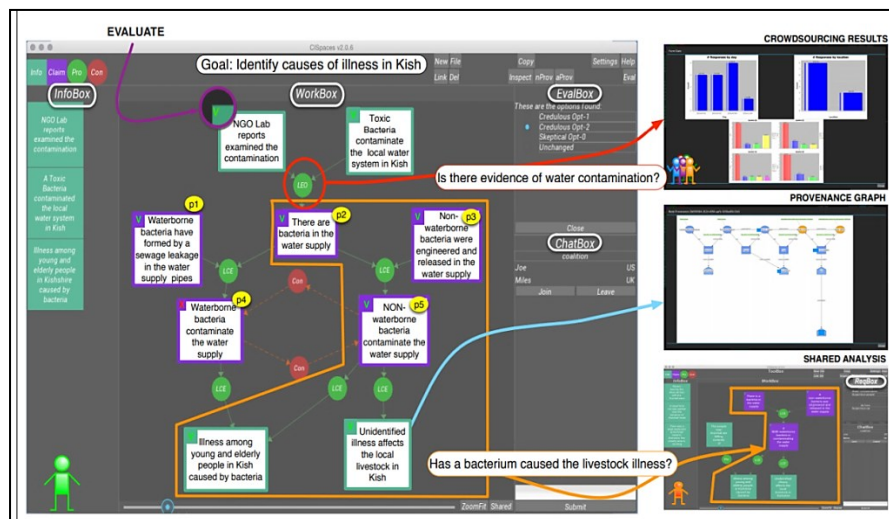 EVALUATE
CROWDSOURCING RESULTS
CISpaces v2.0.6
Info
Claim
Pro
Con
Goal: Identify causes of illness in Kish
New
File
Copy
Settings
Help
Link
Del
Inspect
nProv
aProv
Eval
InfoBox
WorkBox
EvalBox
NGO Lab
reports
examined the
contamination
A Toxic
Bacteria
contaminated
the local
water system
in Kish
Illness among
young and
elderly people
in Kishshire
caused by
bacteria
V
NGO Lab
reports
examined the
contamination
Toxic
Bacteria
contaminate
the local water
system in Kish
These are the options found:
Credulous Opt-1
Credulous Opt-2
Skeptical Opt-0
Unchanged
LEO
Is there evidence of water contamination?
p1
V
Waterborne
bacteria have
formed by a
sewage leakage
in the water
supply pipes
p2
V
There are
bacteria in the
water supply
p3
V
Non-
waterborne
bacteria were
engineered and
released in the
water supply
Close
ChatBox
coalition
Joe
US
Miles
UK
Join
Leave
PROVENANCE GRAPH
LCE
LCE
Con
p4
Waterborne
bacteria
contaminate
the water
supply
p5
V
NON-
waterborne
bacteria
contaminate the
water supply
Con
LCE
LCE
LCE
Illness among
young and elderly
people in Kish
caused by bacteria
Unidentified
illness affects
the local
livestock in
Kish
SHARED ANALYSIS
RegBox
Has a bacterium caused the livestock illness?
ZoomFit
Shared
Submit